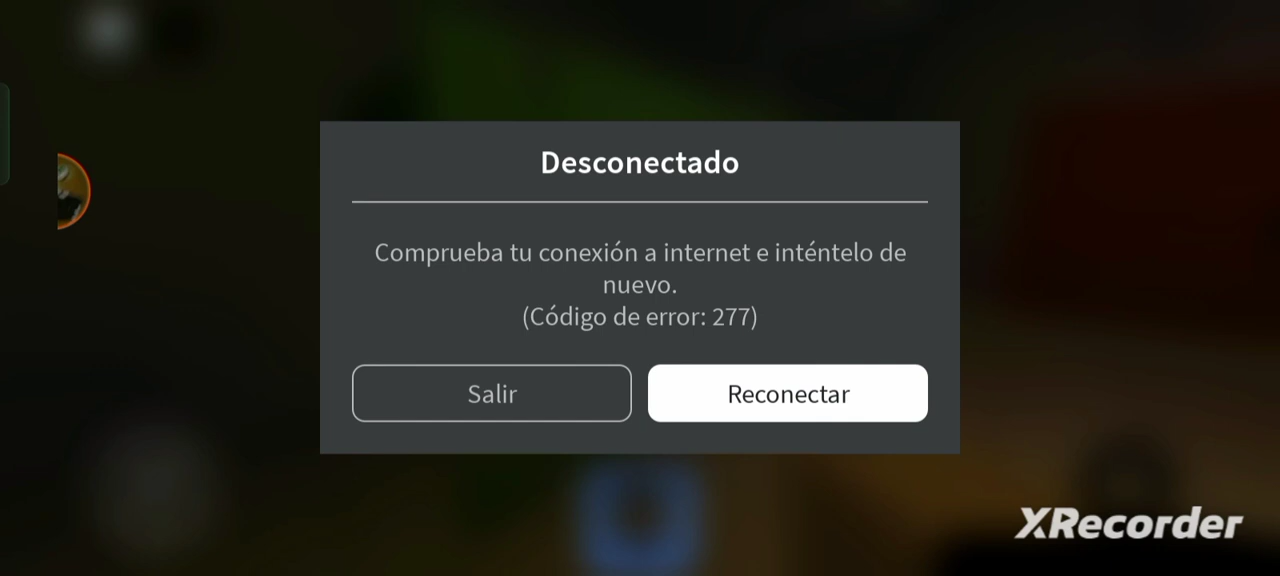 Desconectado
Comprueba tu conexión a internet e inténtelo de
nuevo.
(Código de error: 277)
Salir
Reconectar
XRecorder